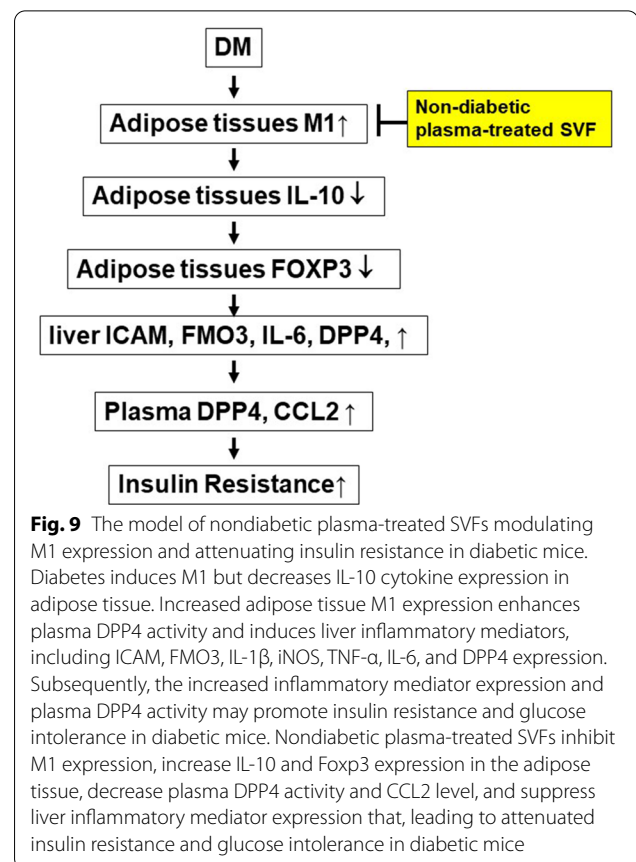 DM
Adipose tissues M1↑
Non-diabetic
plasma-treated SVF
Adipose tissues IL-10 ↓
Adipose tissues FOXP3 ↓
liver ICAM, FMO3, IL-6, DPP4, ↑
Plasma DPP4, CCL2 ↑
Insulin Resistance↑
Fig. 9 The model of nondiabetic plasma-treated SVFs modulating
M1 expression and attenuating insulin resistance in diabetic mice.
Diabetes induces M1 but decreases IL-10 cytokine expression in
adipose tissue. Increased adipose tissue M1 expression enhances
plasma DPP4 activity and induces liver inflammatory mediators,
including ICAM, FMO3, IL-1β, iNOS, TNF-α, IL-6, and DPP4 expression.
Subsequently, the increased inflammatory mediator expression and
plasma DPP4 activity may promote insulin resistance and glucose
intolerance in diabetic mice. Nondiabetic plasma-treated SVFs inhibit
M1 expression, increase IL-10 and Foxp3 expression in the adipose
tissue, decrease plasma DPP4 activity and CCL2 level, and suppress
liver inflammatory mediator expression that, leading to attenuated
insulin resistance and glucose intolerance in diabetic mice